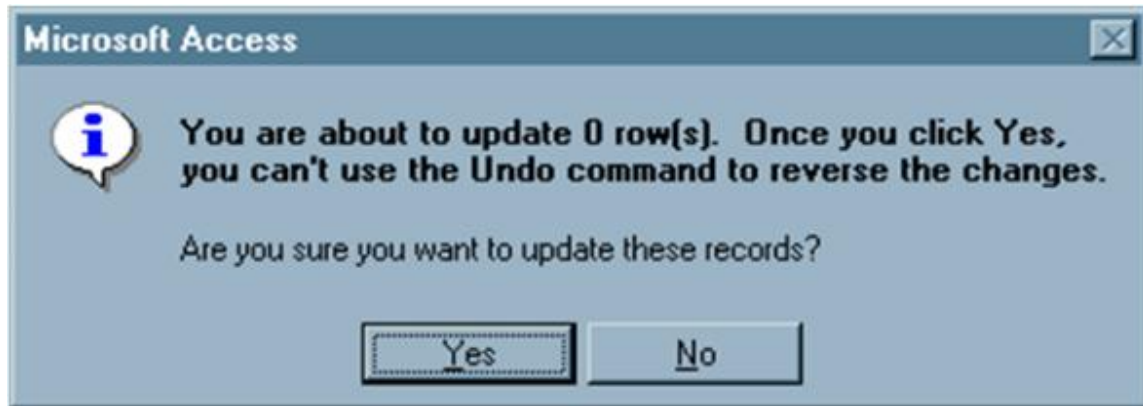 Microsoft Access
You are about to update 0 row(s). Once you click Yes,
you can't use the Undo command to reverse the changes.
Are you sure you want to update these records?
Yes No